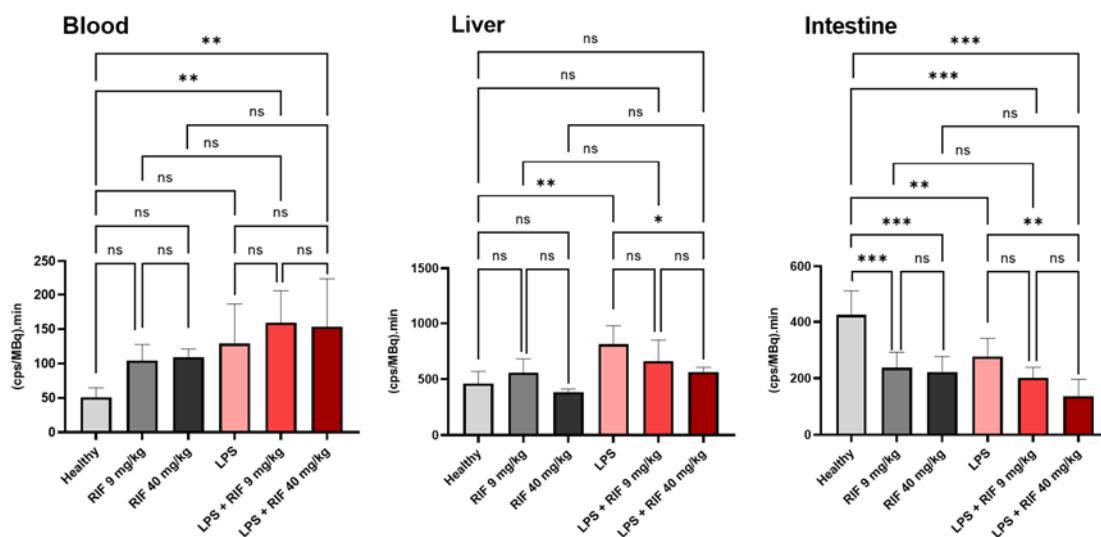 Blood
**
**
ns
ns
ns
ns
ns
ns
ns
ns
ns
250
200
150
100
50
0
(cps/MBq).min
Healthy
RIF 9 mg/kg
RIF 40 mg/kg
LPS
LPS + RIF 9 mg/kg
LPS + RIF 40 mg/kg
Liver
ns
ns
ns
ns
**
ns
*
ns
ns
ns
ns
1500
1000
500
0
(cps/MBq).min
Healthy
RIF 9 mg/kg
RIF 40 mg/kg
LPS
LPS + RIF 9 mg/kg
LPS + RIF 40 mg/kg
Intestine
***
***
ns
ns
**
***
**
***
ns
ns
ns
600
400
200
0
(cps/MBq).min
Healthy
RIF 9 mg/kg
RIF 40 mg/kg
LPS
LPS + RIF 9 mg/kg
LPS + RIF 40 mg/kg